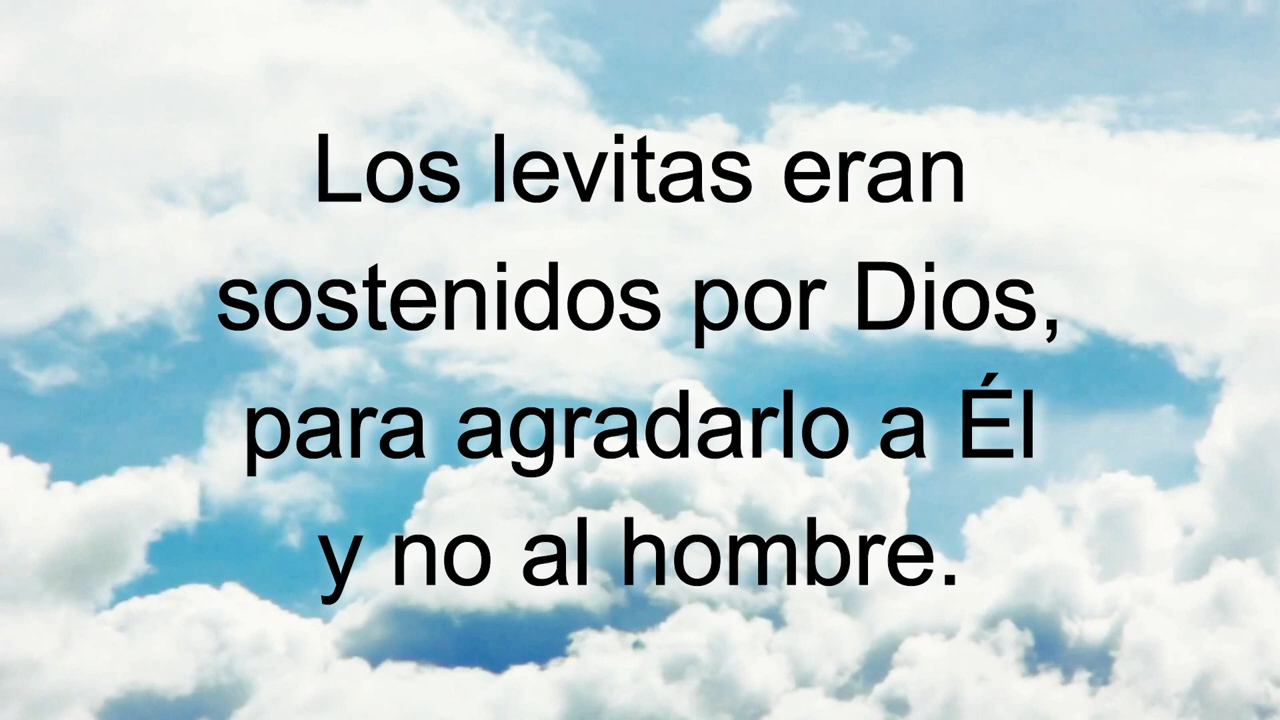 Los levitas eran
sostenidos por Dios,
para agradarlo a Él
y no al hombre.